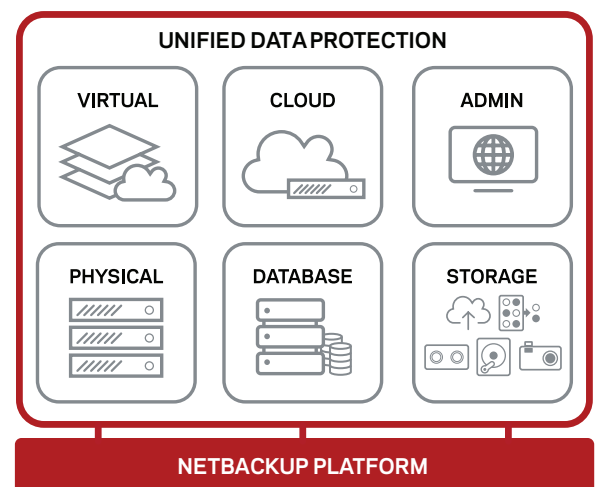 UNIFIED DATA PROTECTION
VIRTUAL
CLOUD
ADMIN
PHYSICAL
DATABASE
STORAGE
NETBACKUP PLATFORM